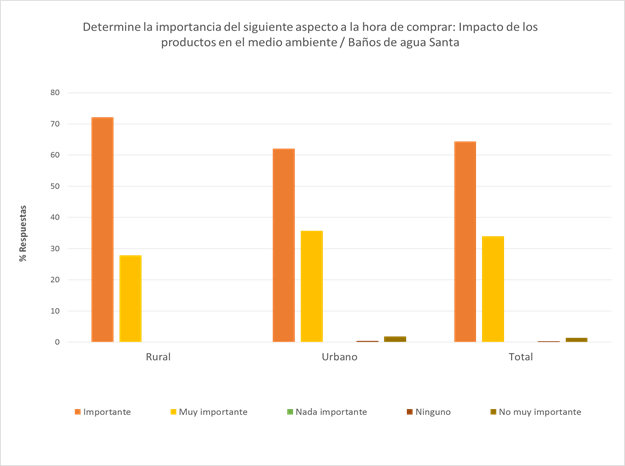 Determine la importancia del siguiente aspecto a la hora de comprar: Impacto de los
productos en el medio ambiente / Baños de agua Santa
80
70
60
50
40
30
20
10
0
% Respuestas
Rural Urbano Total
Importante Muy importante Nada importante Ninguno No muy importante